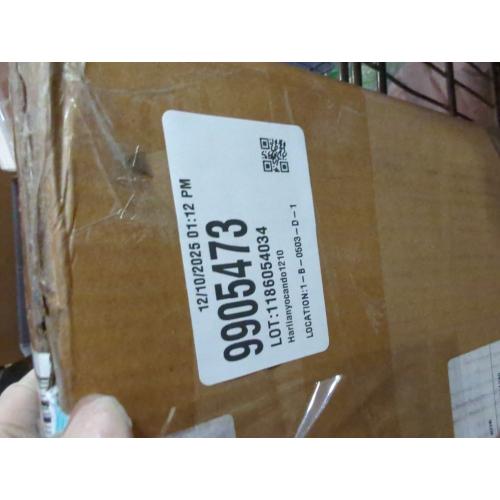 12/10/2025 01:12 PM
9905473
LOT:1186054034
Harlianyocando1210
LOCATION:1-B-0503-D-1